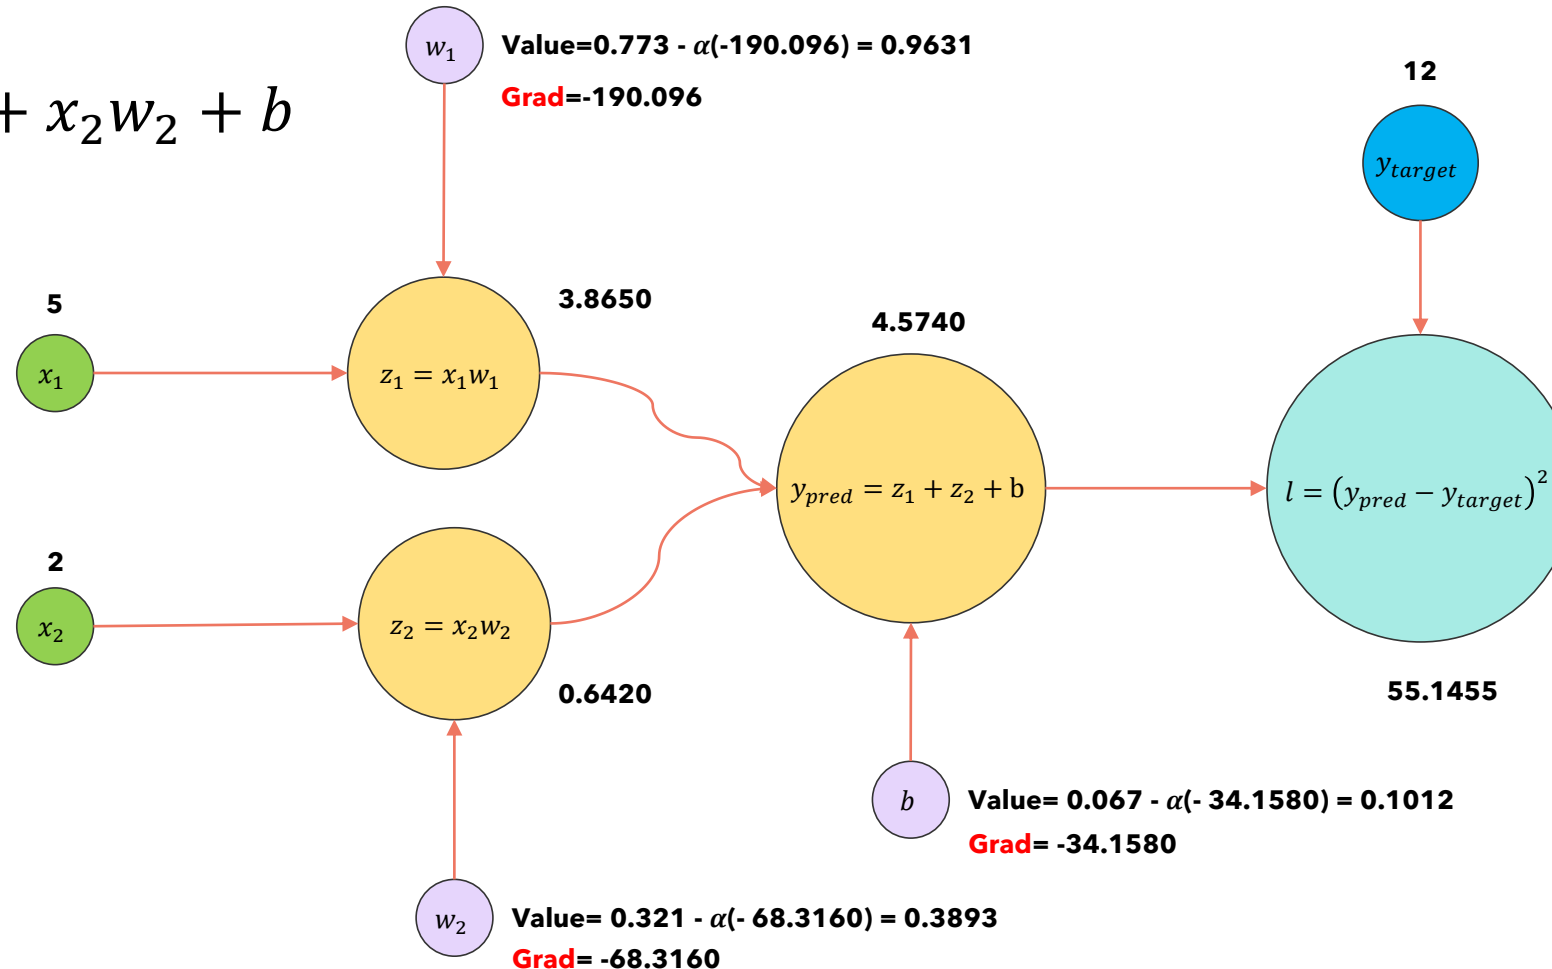 + x₂w₂ + b
w₁
Value=0.773 - α(-190.096) = 0.9631
Grad=-190.096
12
y_target
5
x₁
z₁ = x₁w₁
3.8650
4.5740
y_pred = z₁ + z₂ + b
l = (y_pred − y_target)²
2
x₂
z₂ = x₂w₂
0.6420
55.1455
b
Value= 0.067 - α(- 34.1580) = 0.1012
Grad= -34.1580
w₂
Value= 0.321 - α(- 68.3160) = 0.3893
Grad= -68.3160